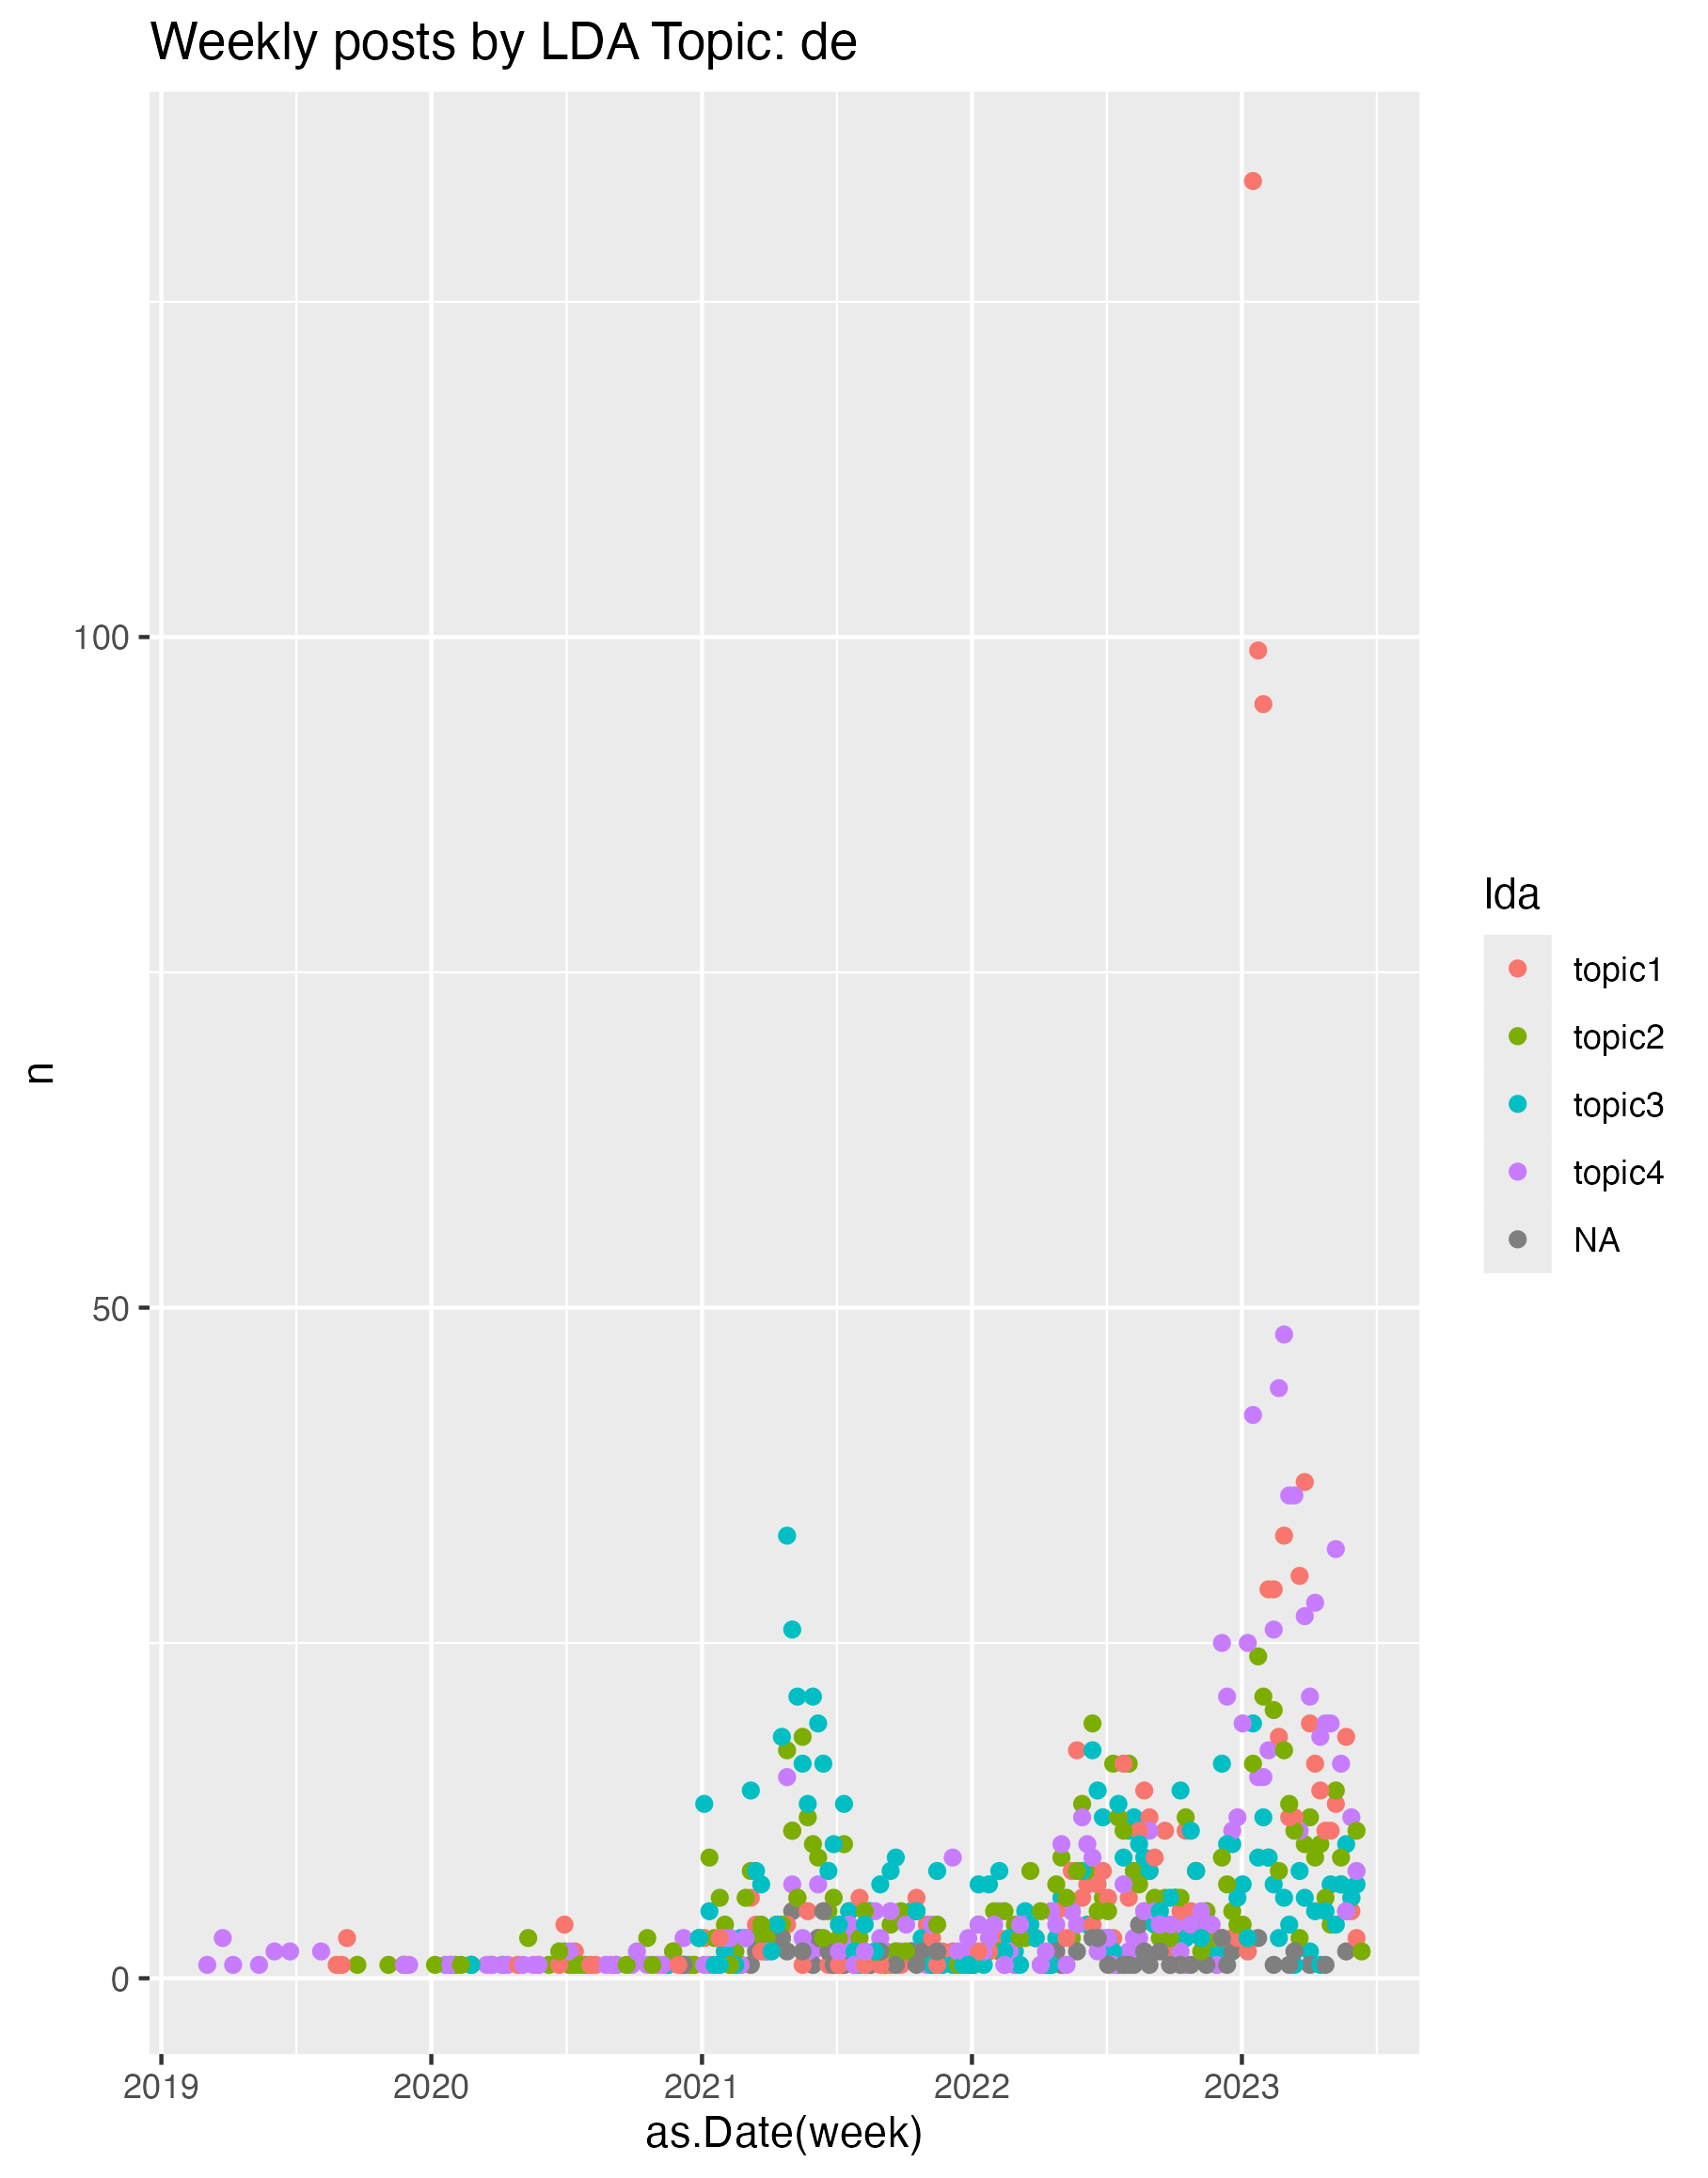 Weekly posts by LDA Topic: de
n
100
50
0
2019 2020 2021 2022 2023
as.Date(week)
lda
topic1
topic2
topic3
topic4
NA